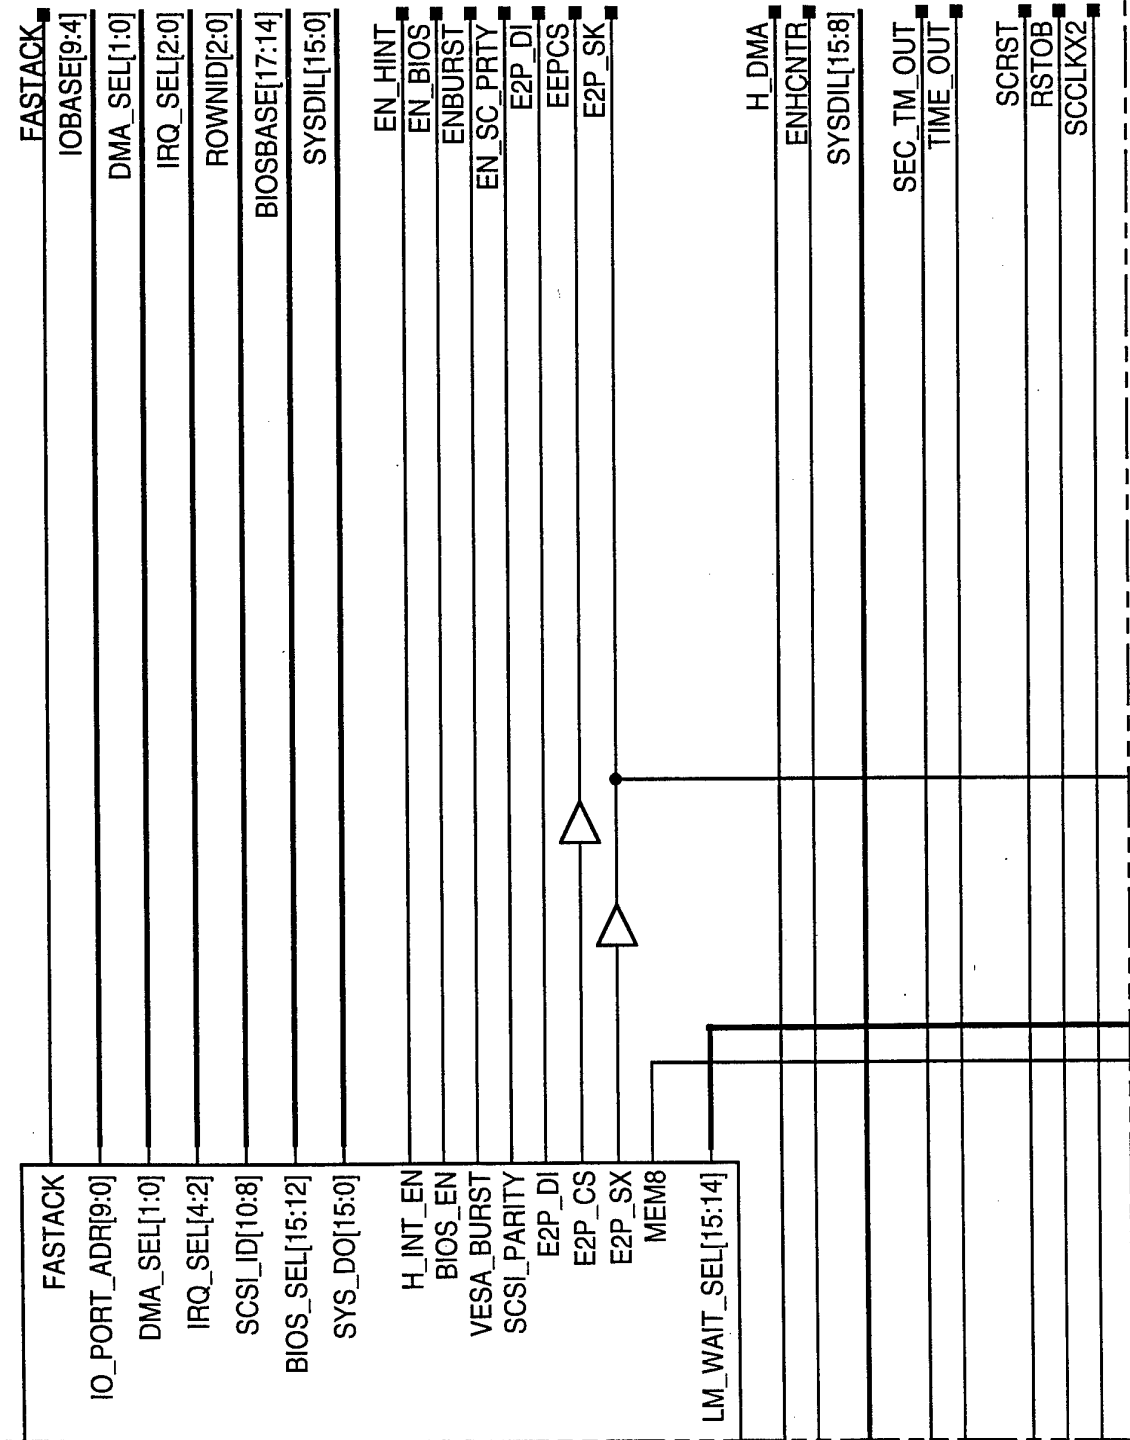 FASTACK
IOBASE[9:4]
DMA_SEL[1:0]
IRQ_SEL[2:0]
ROWNID[2:0]
BIOSBASE[17:14]
SYSDIL[15:0]
EN_HINT
EN_BIOS
ENBURST
EN_SC_PRTY
E2P_DI
EEPCS
E2P_SK
H_DMA
ENHCNTR
SYSDIL[15:8]
SEC_TM_OUT
TIME_OUT
SCRST
RSTOB
SCCLKX2
FASTACK
IO_PORT_ADR[9:0]
DMA_SEL[1:0]
IRQ_SEL[4:2]
SCSI_ID[10:8]
BIOS_SEL[15:12]
SYS_DO[15:0]
H_INT_EN
BIOS_EN
VESA_BURST
SCSI_PARITY
E2P_DI
E2P_CS
E2P_SX
MEM8
LM_WAIT_SEL[15:14]